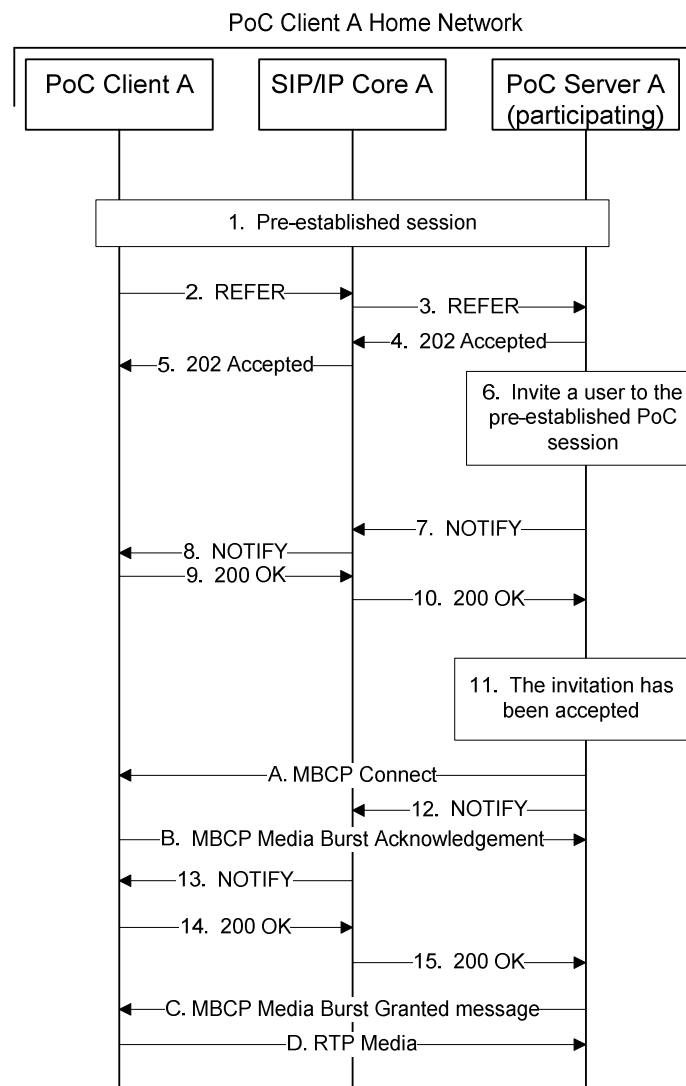 PoC Client A Home Network
PoC Client A
SIP/IP Core A
PoC Server A
(participating)
1. Pre-established session
2. REFER
3. REFER
4. 202 Accepted
5. 202 Accepted
6. Invite a user to the
pre-established PoC
session
7. NOTIFY
8. NOTIFY
9. 200 OK
10. 200 OK
11. The invitation has
been accepted
A. MBCP Connect
12. NOTIFY
B. MBCP Media Burst Acknowledgement
13. NOTIFY
14. 200 OK
15. 200 OK
C. MBCP Media Burst Granted message
D. RTP Media